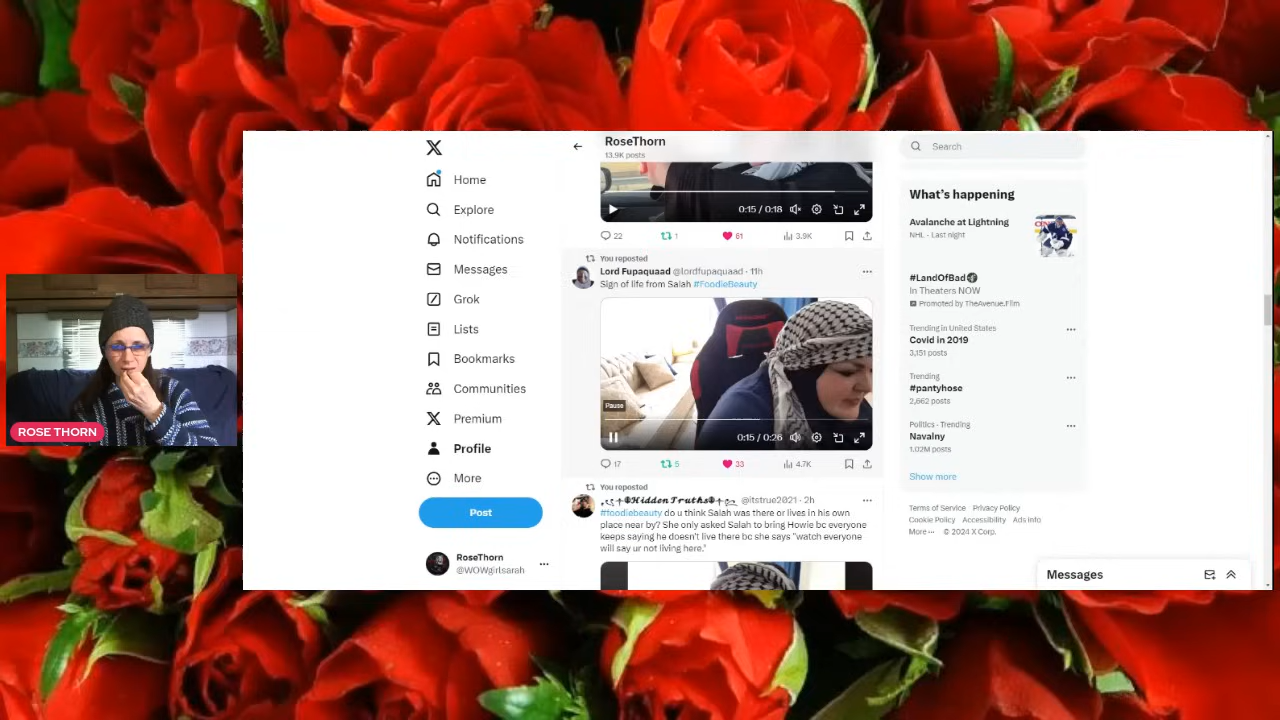 RoseThorn
13.9K posts
Home
Explore
Notifications
Messages
Grok
Lists
Bookmarks
Communities
Premium
Profile
More
Post
RoseThorn
@WOWgirlsarah
0:15 / 0:18
22
1
61
3.9K
You reposted
Lord Fupaquaad @lordfupaquaad · 11h
Sign of life from Salah #FoodieBeauty
Pause
0:15 / 0:26
17
5
33
4.7K
You reposted
Hidden Truths @itstrue2021 · 2h
#foodiebeauty do u think Salah was there or lives in his own
place near by? She only asked Salah to bring Howie bc everyone
keeps saying he doesn't live there bc she says "watch everyone
will say ur not living here."
Search
What's happening
Avalanche at Lightning
NHL · Last night
#LandOfBad
In Theaters NOW
Promoted by TheAvenue.Film
Trending in United States
Covid in 2019
3,151 posts
Trending
#pantyhose
2,662 posts
Politics · Trending
Navalny
1.02M posts
Show more
Terms of Service Privacy Policy
Cookie Policy Accessibility Ads info
More ··· © 2024 X Corp.
Messages
ROSE THORN